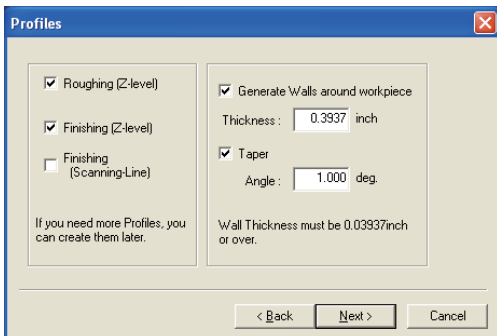 Profiles
Roughing (Z-level)
Finishing (Z-level)
Finishing
(Scanning-Line)
If you need more Profiles, you
can create them later.
Generate Walls around workpiece
Thickness : 0.3937 inch
Taper
Angle : 1.000 deg.
Wall Thickness must be 0.03937inch
or over.
< Back
Next >
Cancel